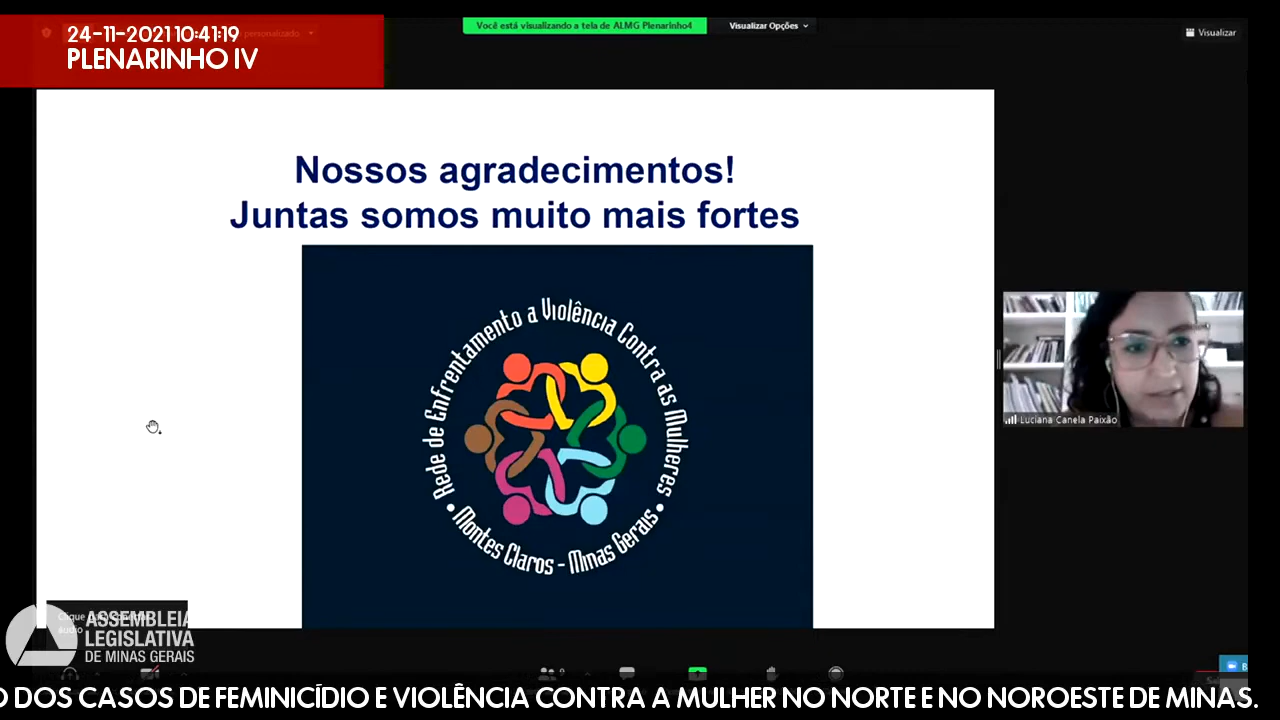 24-11-2021 10:41:19
PLENARINHO IV
Você está visualizando a tela de ALMG Plenarinho4
Visualizar Opções
Visualizar
Nossos agradecimentos!
Juntas somos muito mais fortes
Rede de Enfrentamento a Violência Contra as Mulheres
Montes Claros - Minas Gerais
Luciana Canela Paixão
ASSEMBLEIA
LEGISLATIVA
DE MINAS GERAIS
O DOS CASOS DE FEMINICÍDIO E VIOLÊNCIA CONTRA A MULHER NO NORTE E NO NOROESTE DE MINAS.